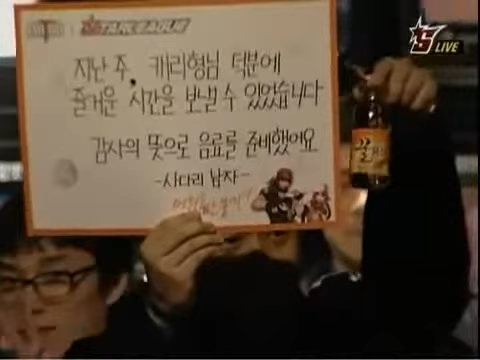 STARLEAGUE
S LIVE
지난 주, 캐리형님 덕분에
즐거운 시간을 보낼 수 있었습니다
감사의 뜻으로 음료를 준비했어요
-사다리 남자-
꿀